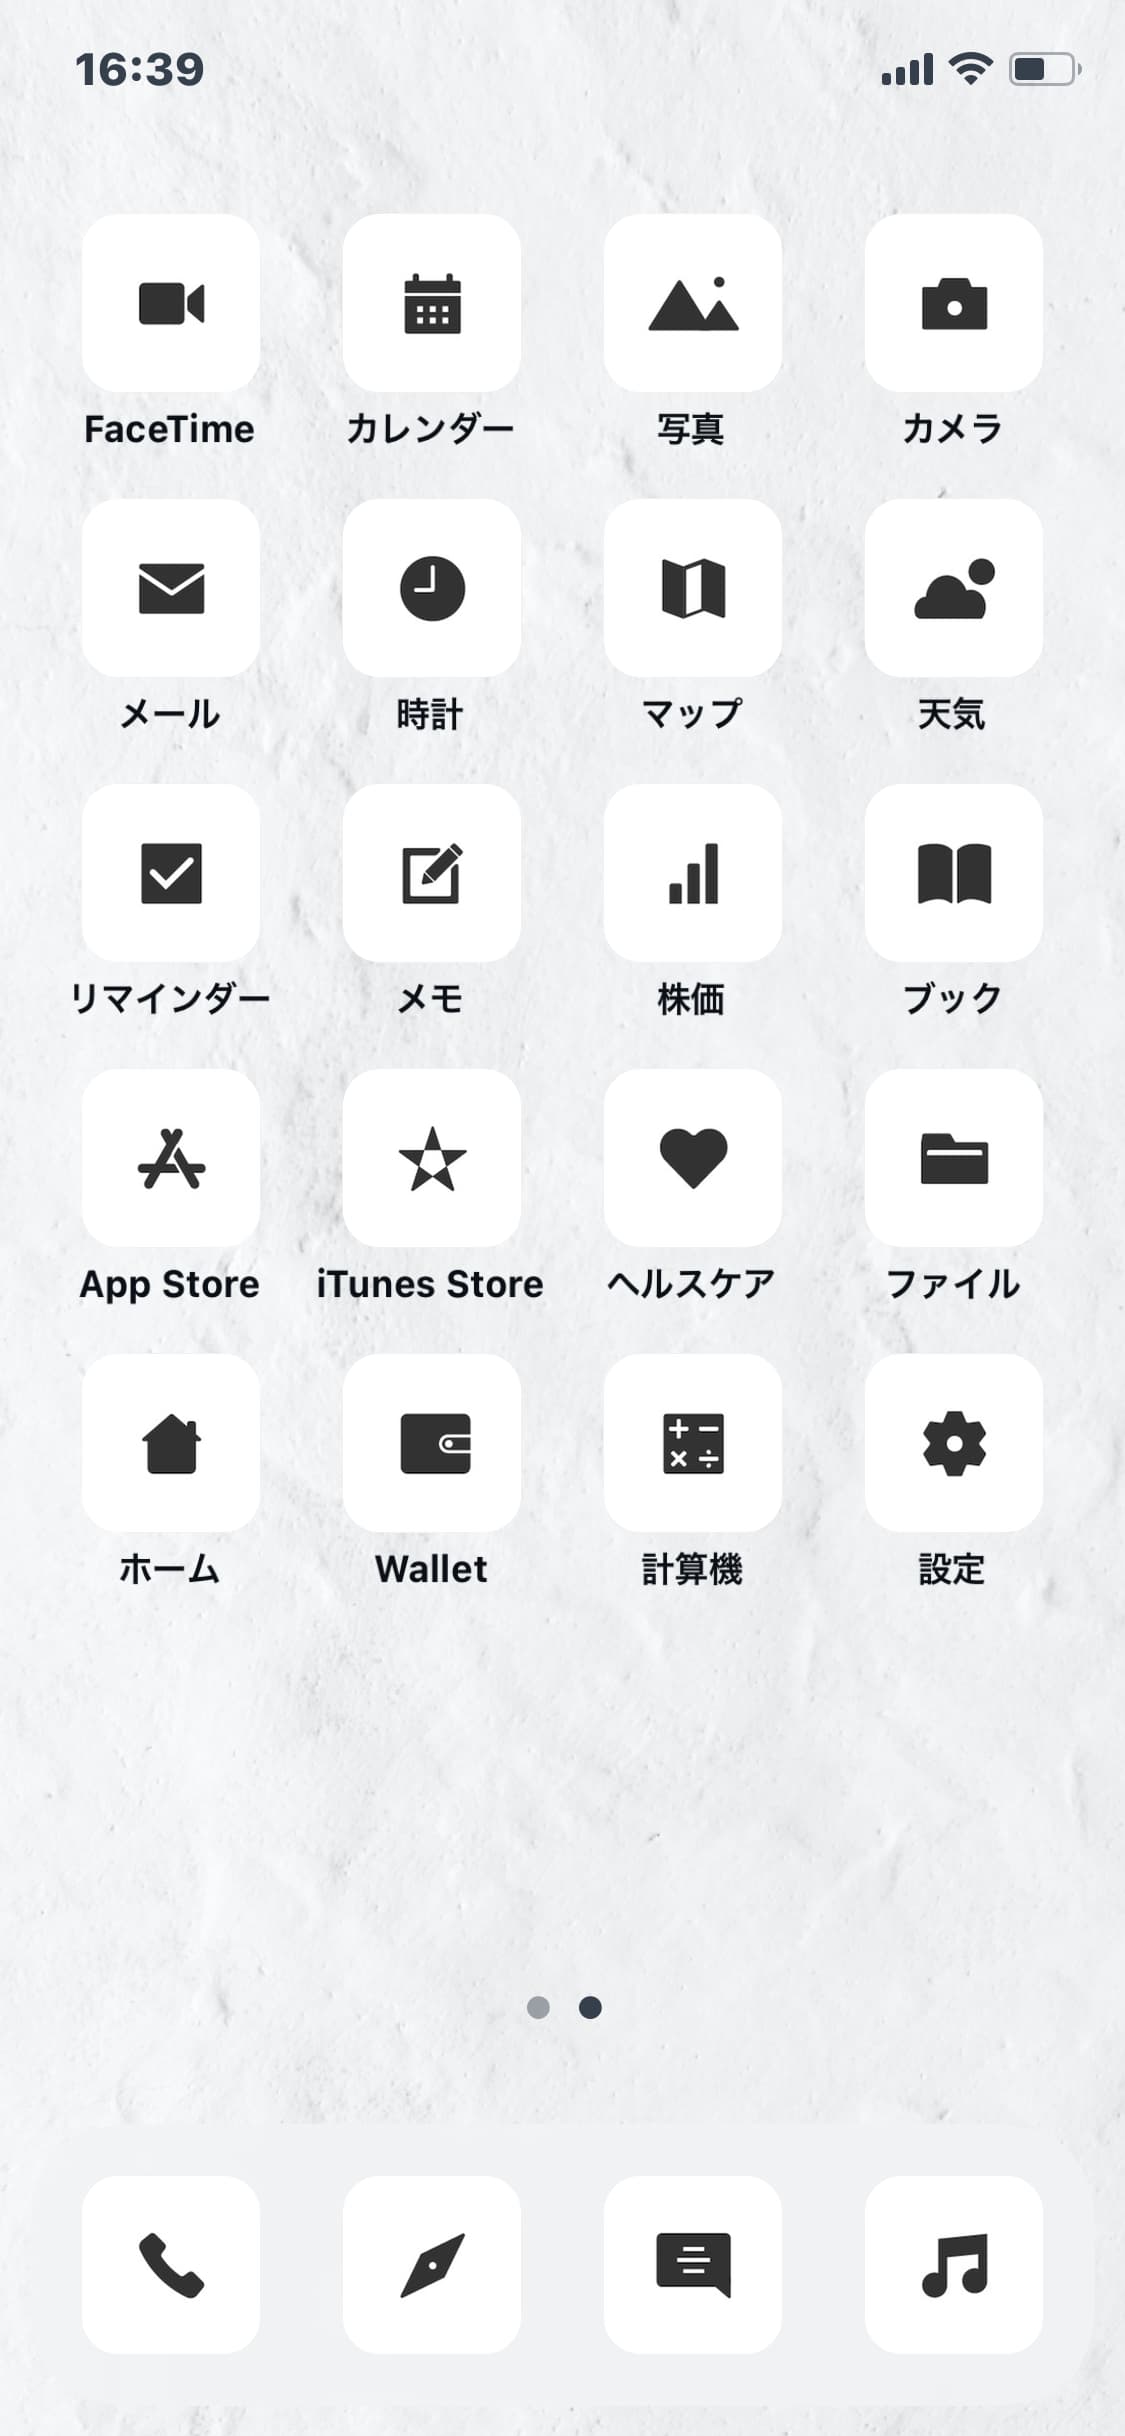 16:39
FaceTime カレンダー 写真 カメラ
メール 時計 マップ 天気
リマインダー メモ 株価 ブック
App Store iTunes Store ヘルスケア ファイル
ホーム Wallet 計算機 設定